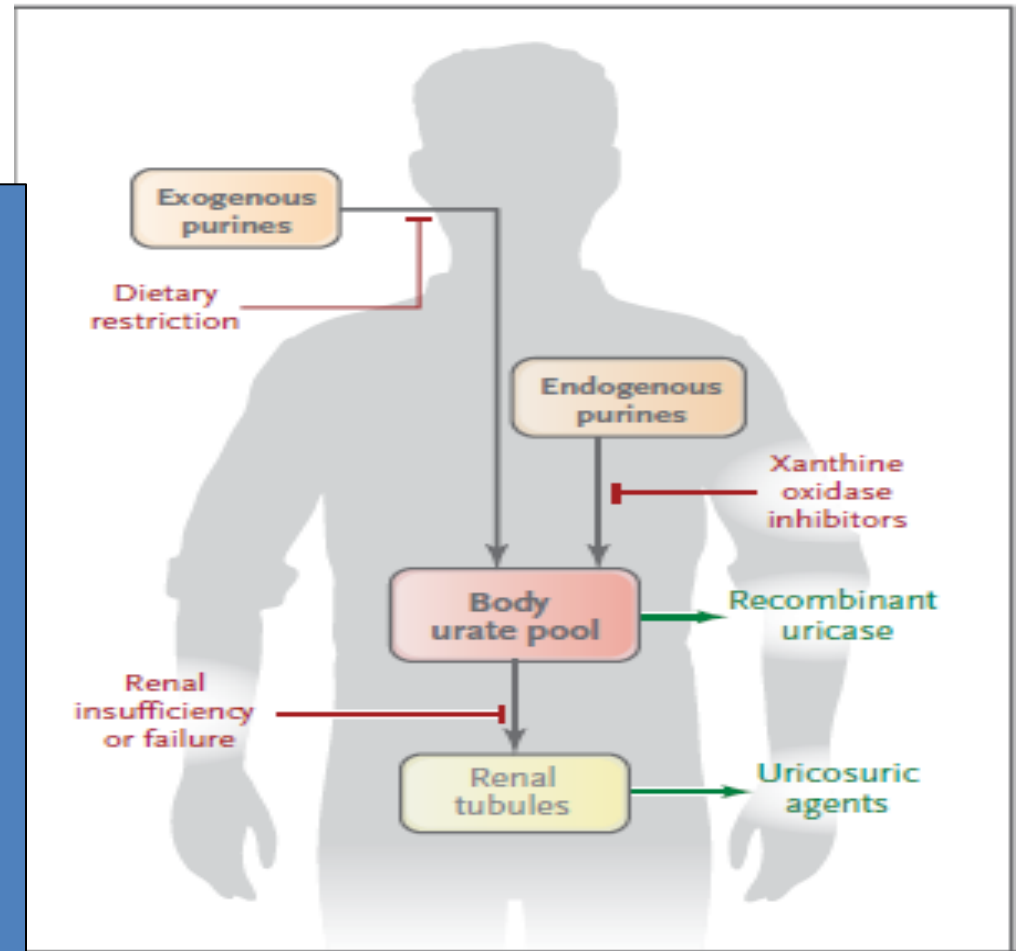 Exogenous
purines
Dietary
restriction
Endogenous
purines
Xanthine
oxidase
inhibitors
Body
urate pool
Recombinant
uricase
Renal
insufficiency
or failure
Renal
tubules
Uricosuric
agents